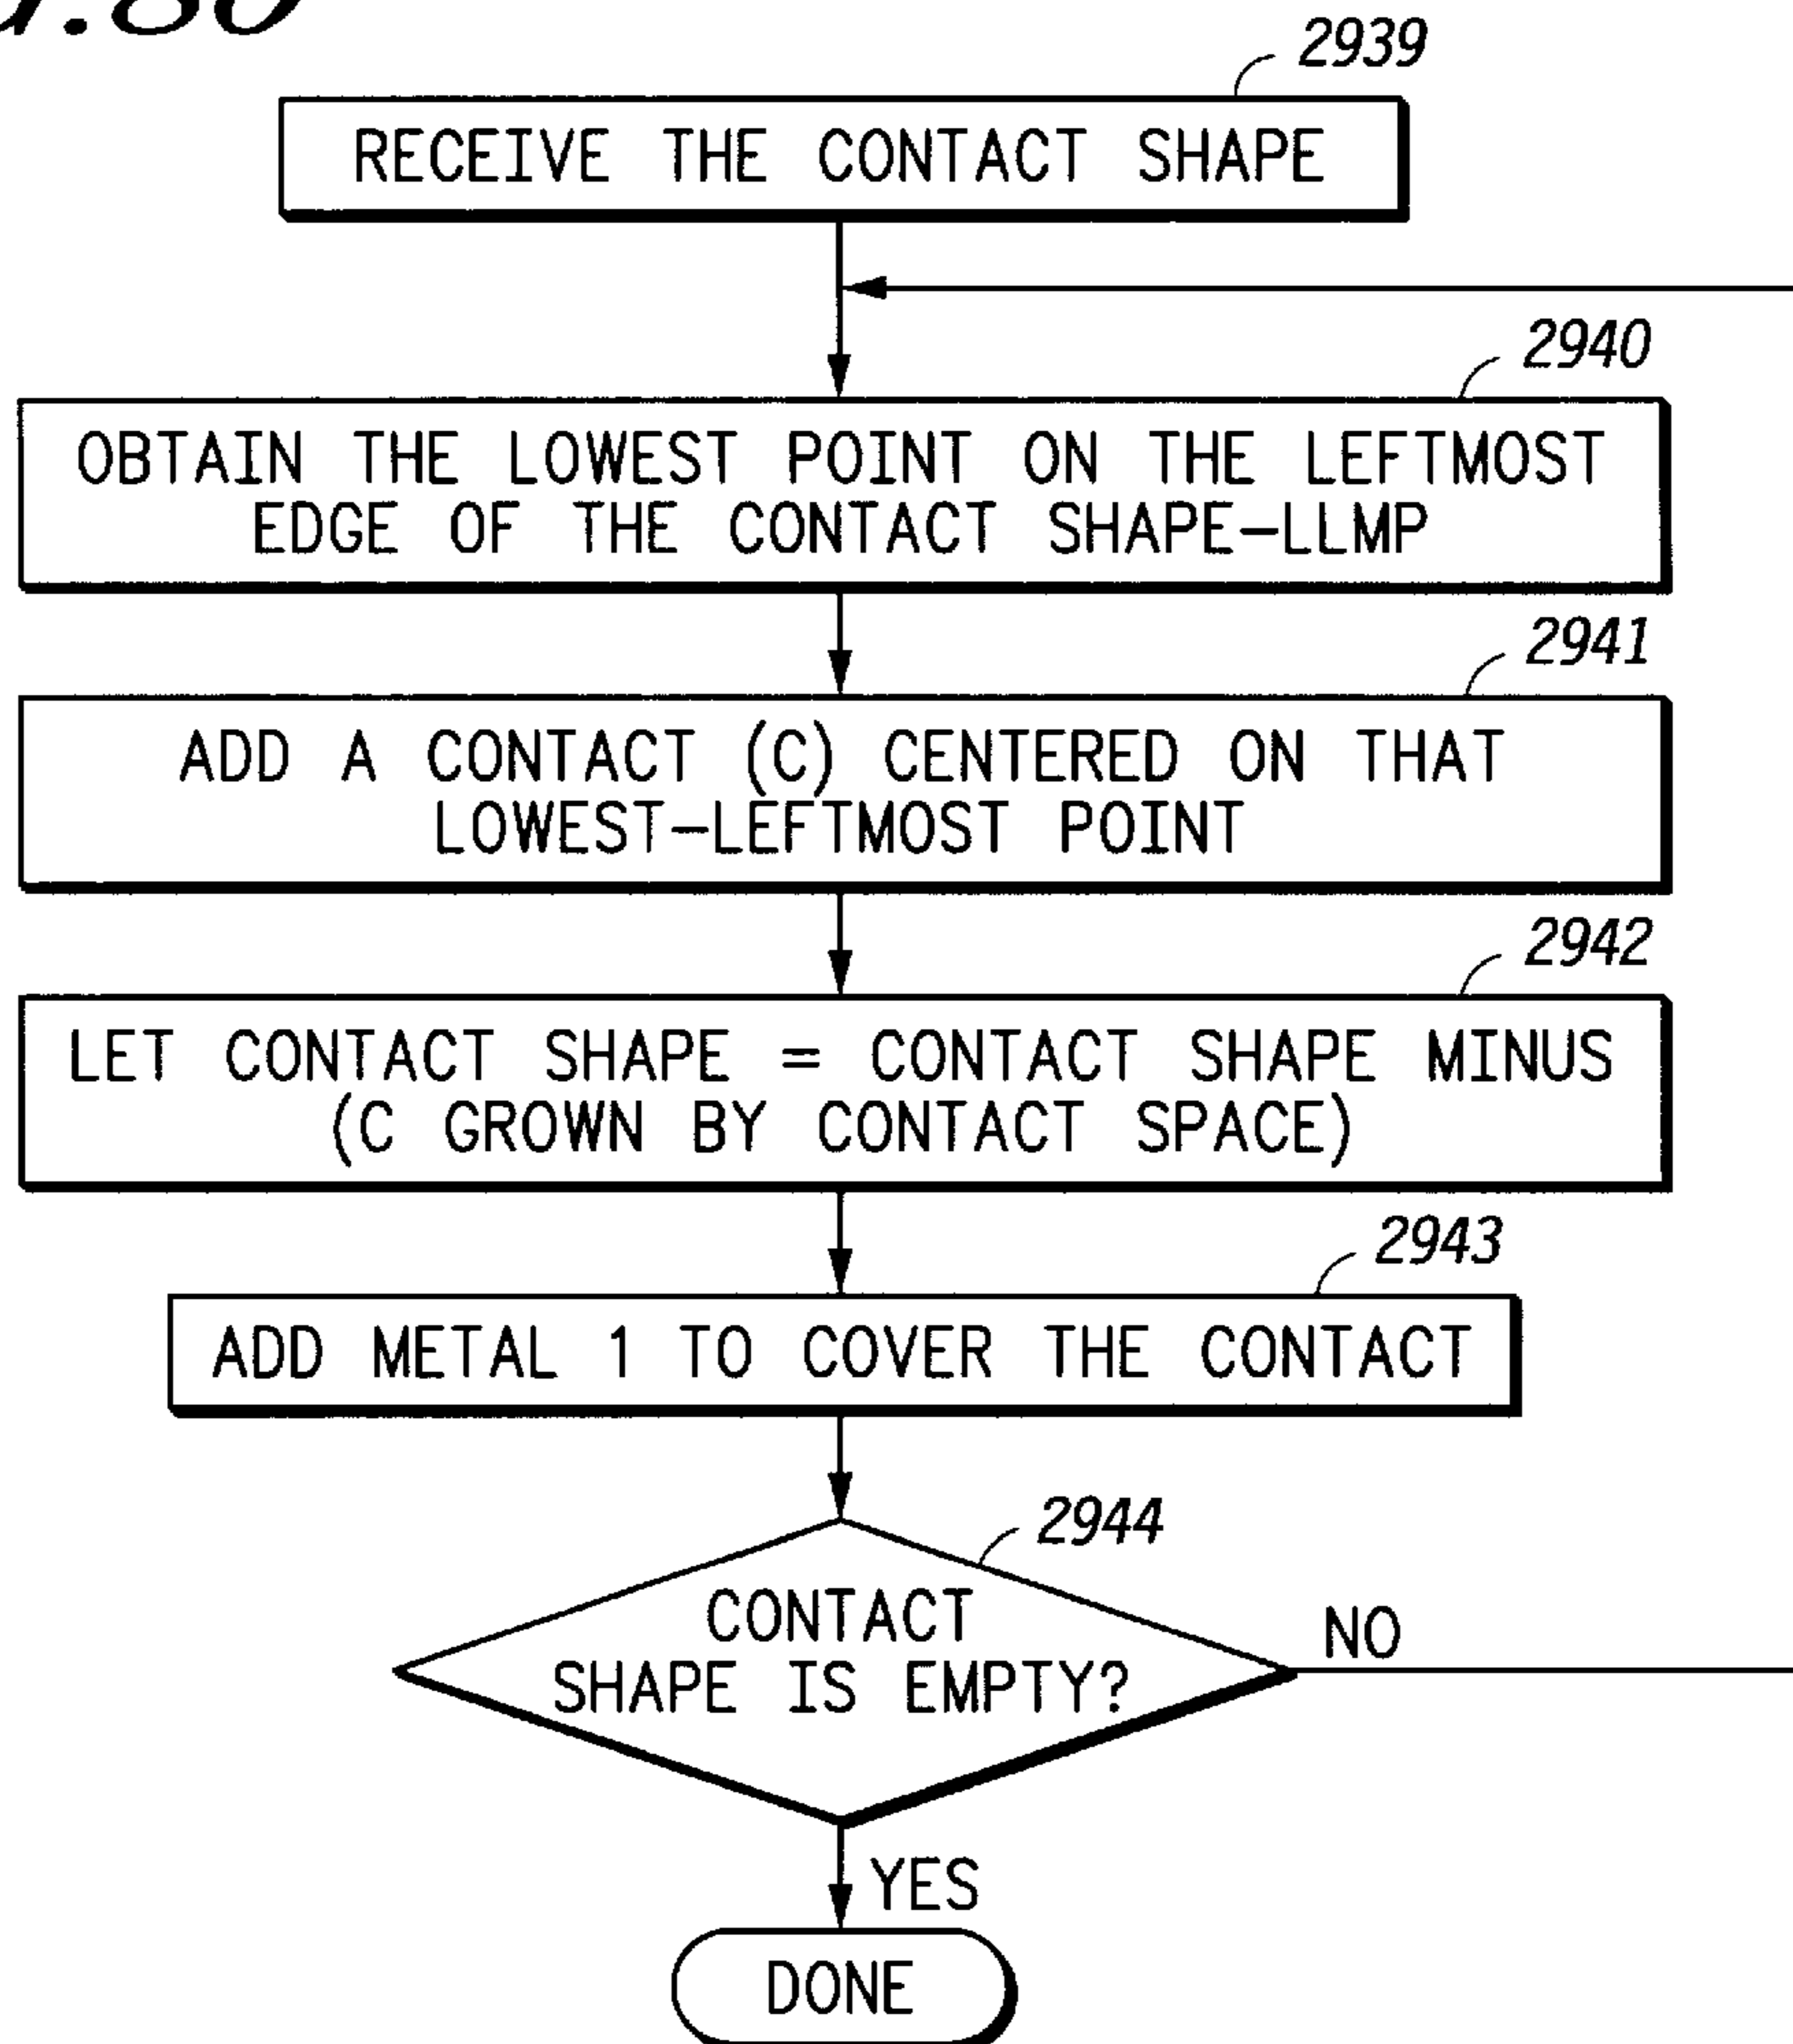 2939
RECEIVE THE CONTACT SHAPE
2940
OBTAIN THE LOWEST POINT ON THE LEFTMOST
EDGE OF THE CONTACT SHAPE-LLMP
2941
ADD A CONTACT (C) CENTERED ON THAT
LOWEST-LEFTMOST POINT
2942
LET CONTACT SHAPE = CONTACT SHAPE MINUS
(C GROWN BY CONTACT SPACE)
2943
ADD METAL 1 TO COVER THE CONTACT
2944
CONTACT
SHAPE IS EMPTY?
NO
YES
DONE